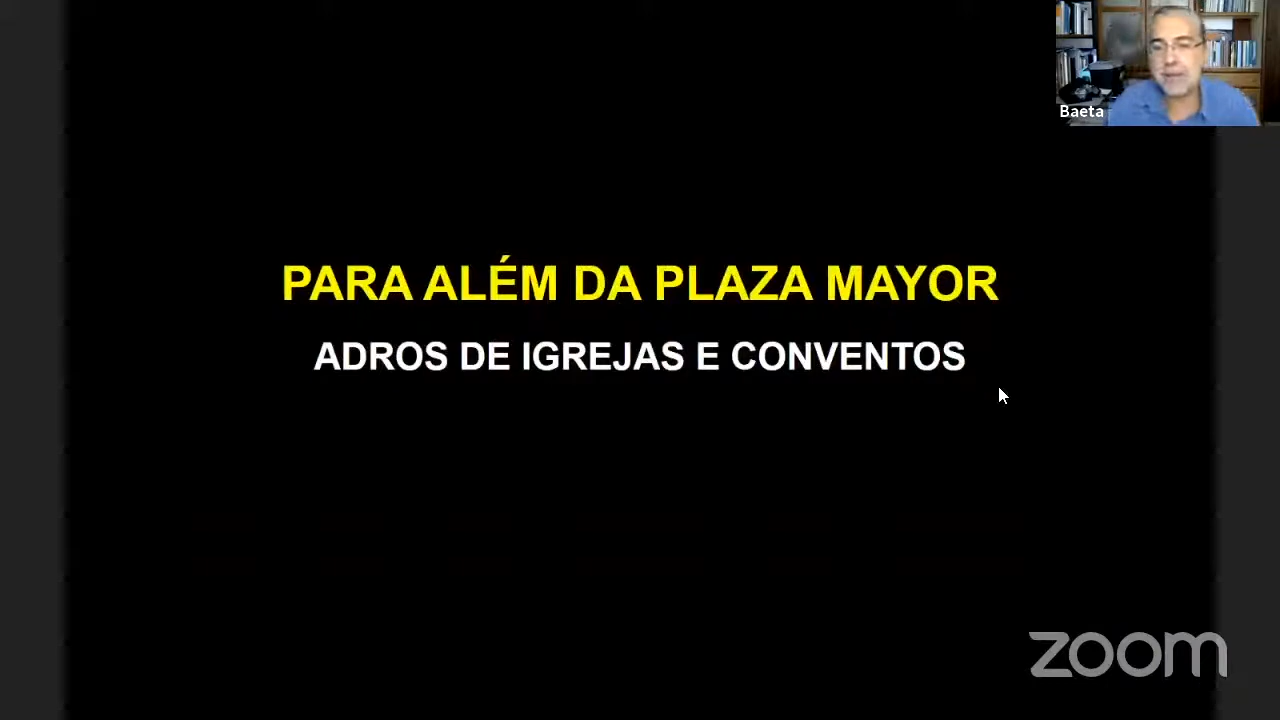 Baeta
PARA ALÉM DA PLAZA MAYOR
ADROS DE IGREJAS E CONVENTOS
zoom